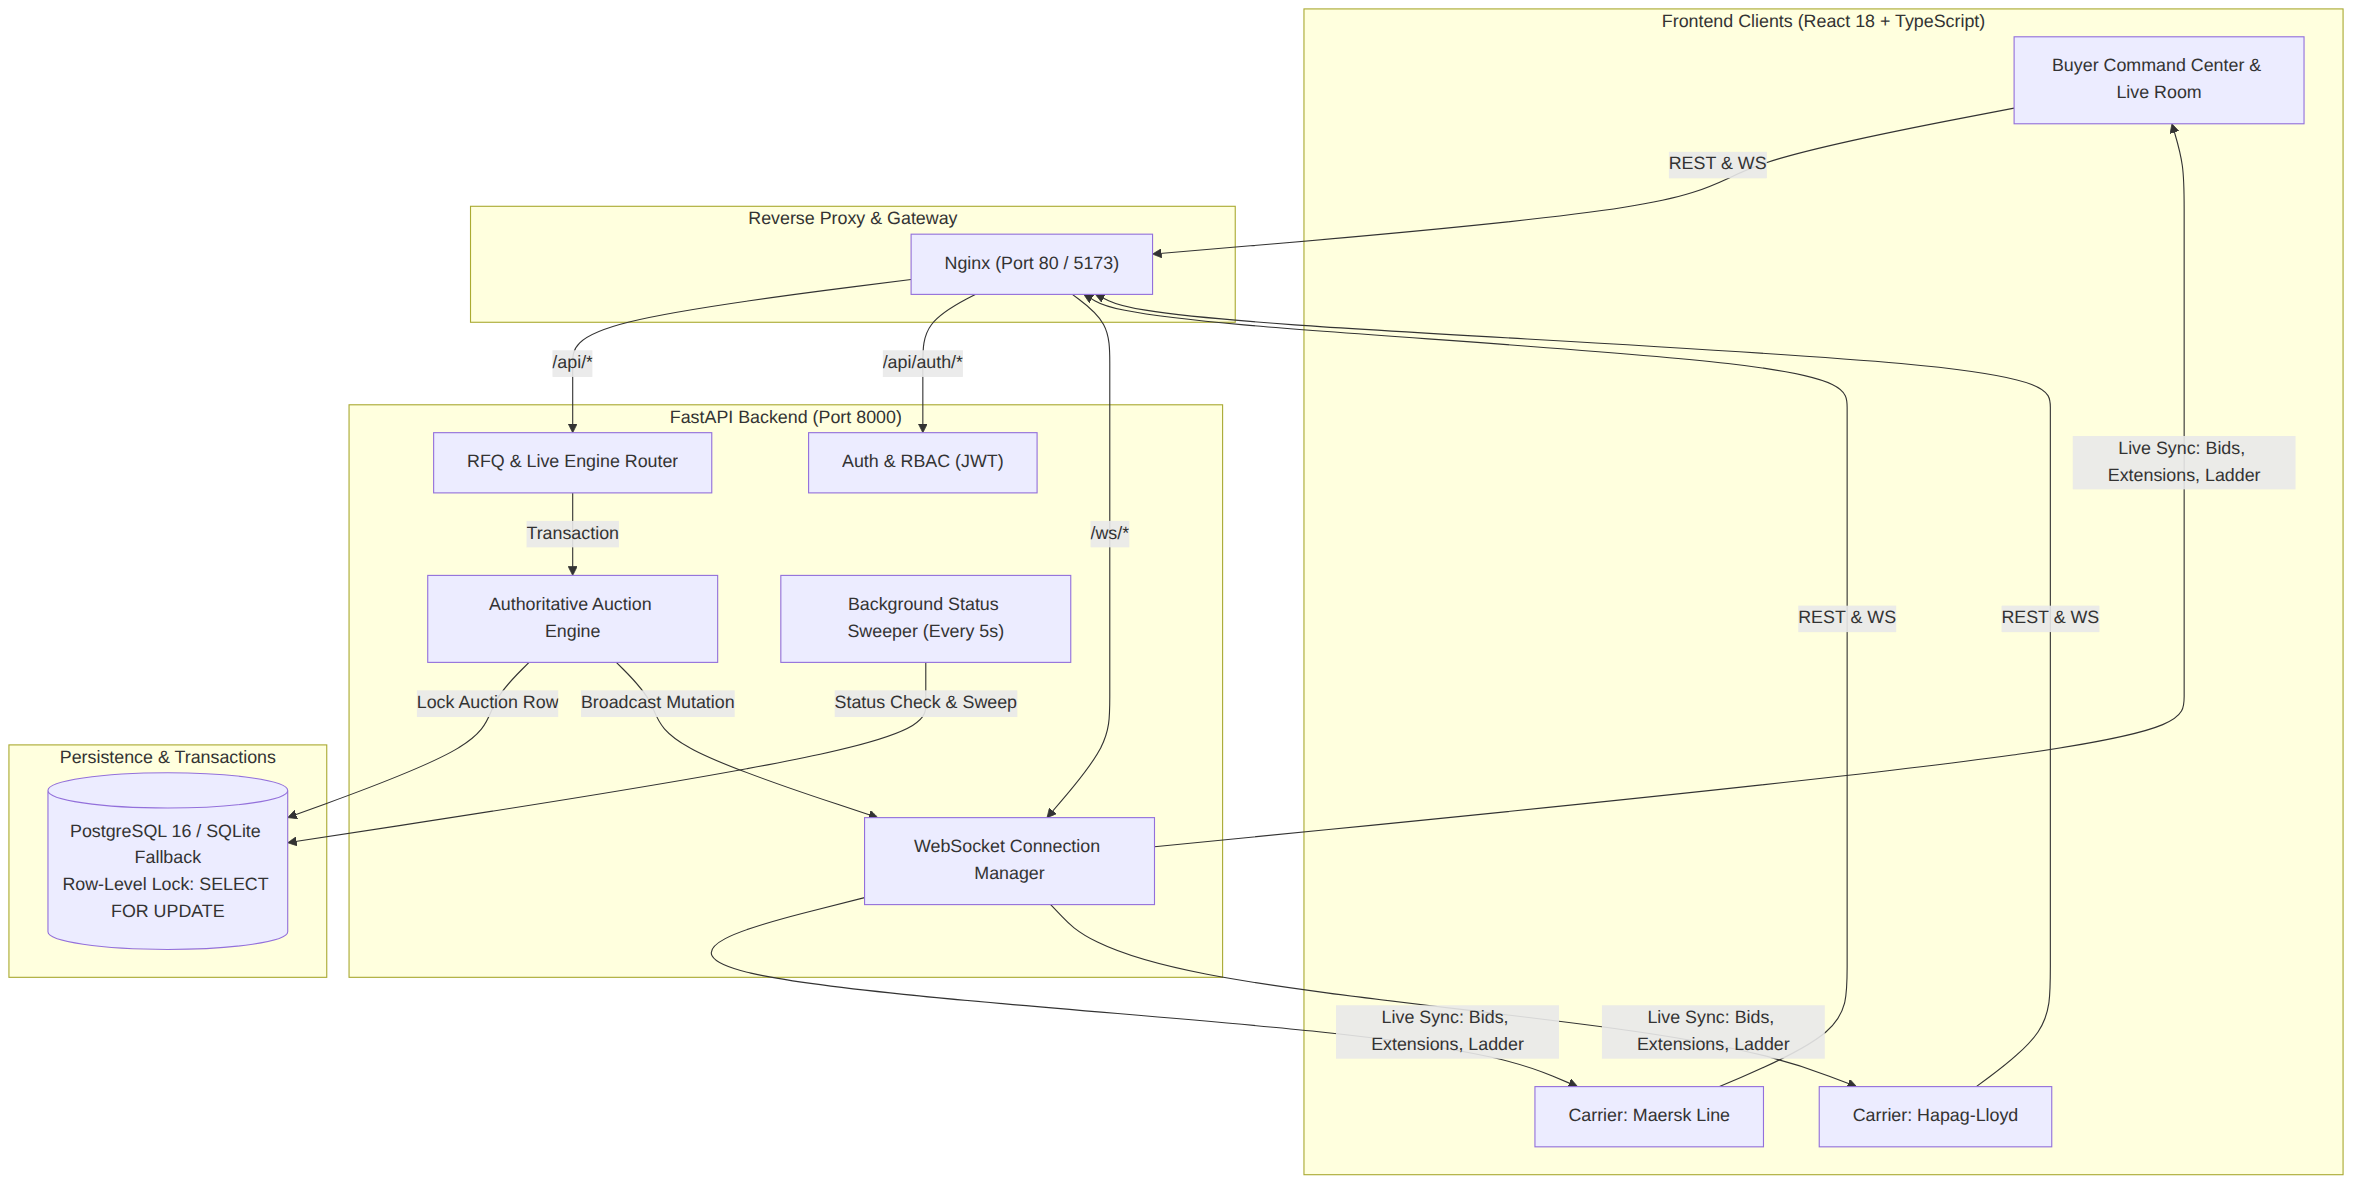 Frontend Clients (React 18 + TypeScript)
Buyer Command Center &
Live Room
REST & WS
Reverse Proxy & Gateway
Nginx (Port 80 / 5173)
/api/*
/api/auth/*
FastAPI Backend (Port 8000)
RFQ & Live Engine Router
Auth & RBAC (JWT)
Live Sync: Bids,
Extensions, Ladder
Transaction
/ws/*
Authoritative Auction
Engine
Background Status
Sweeper (Every 5s)
REST & WS
REST & WS
Lock Auction Row
Broadcast Mutation
Status Check & Sweep
Persistence & Transactions
PostgreSQL 16 / SQLite
Fallback
Row-Level Lock: SELECT
FOR UPDATE
WebSocket Connection
Manager
Live Sync: Bids,
Extensions, Ladder
Live Sync: Bids,
Extensions, Ladder
Carrier: Maersk Line
Carrier: Hapag-Lloyd